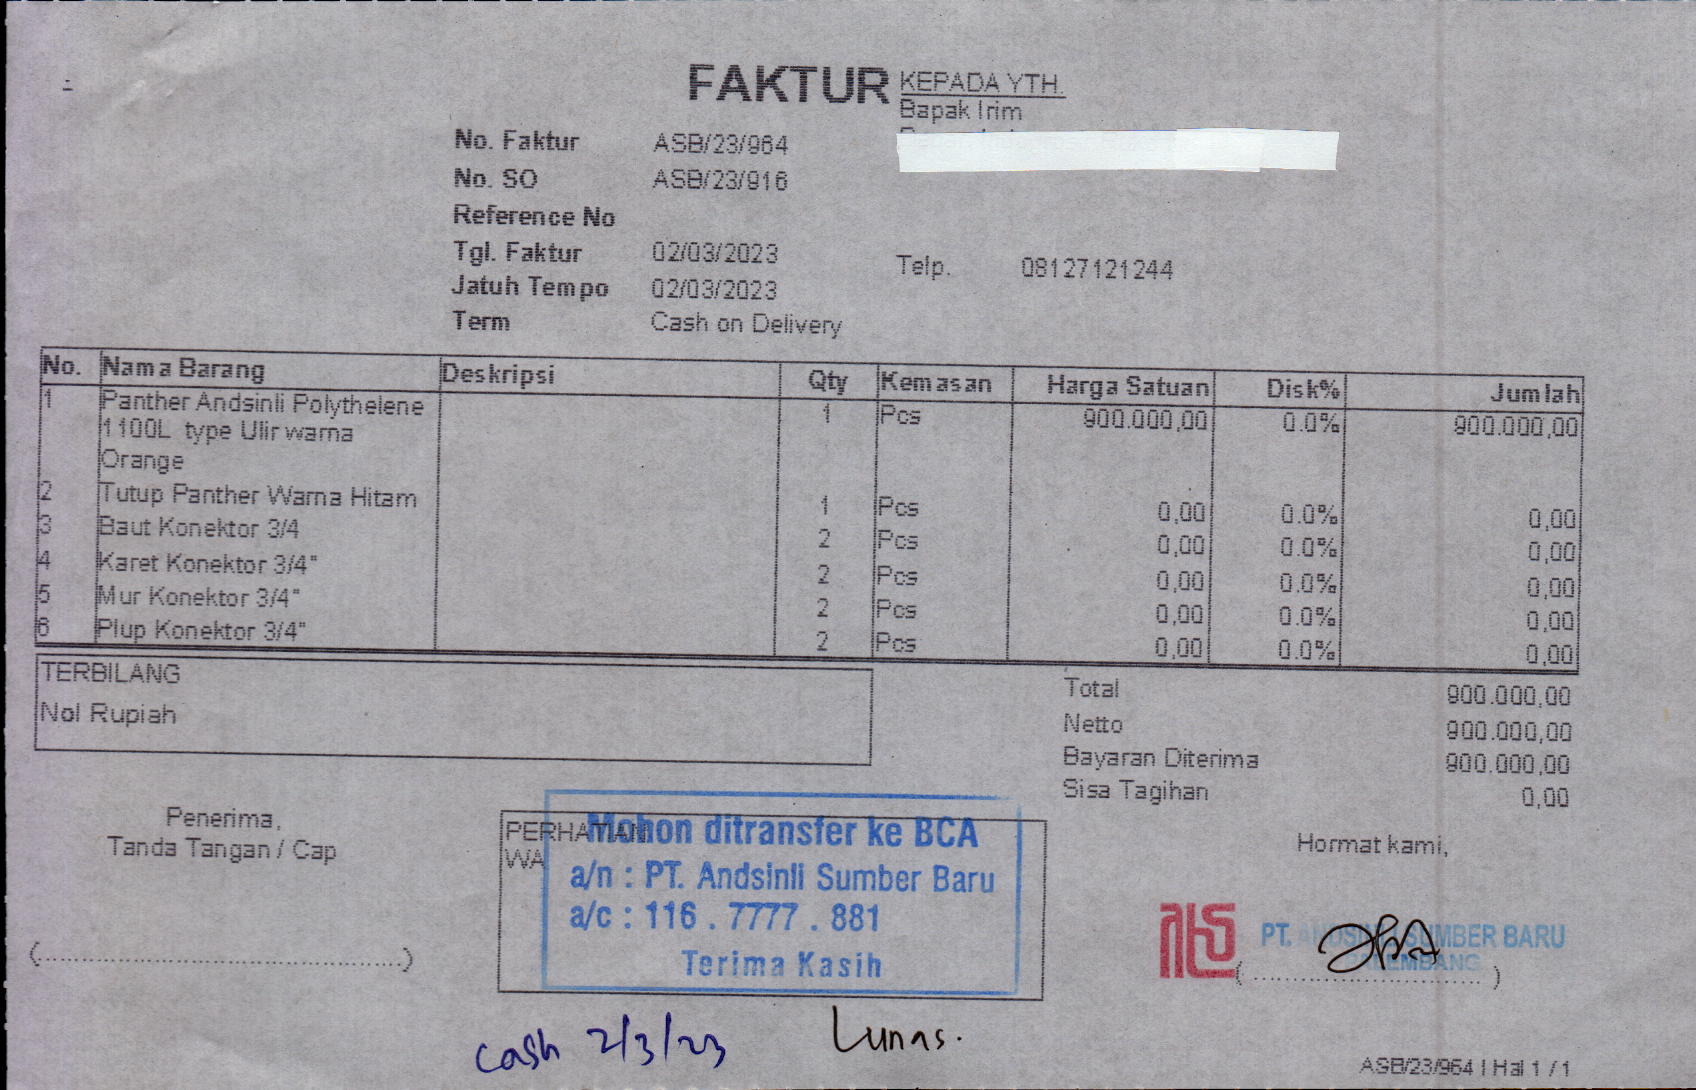 FAKTUR
KEPADA YTH.
Bapak Irim
No. Faktur ASB/23/964
No. SO ASB/23/916
Reference No
Tgl. Faktur 02/03/2023
Telp. 08127121244
Jatuh Tempo 02/03/2023
Term Cash on Delivery
No. Nama Barang Deskripsi Qty Kemasan Harga Satuan Disk% Jumlah
1 Panther Andsinli Polythelene 1 Pcs 900.000,00 0.0% 900.000,00
1100L type Ulir warna
Orange
2 Tutup Panther Warna Hitam 1 Pcs 0,00 0.0% 0,00
3 Baut Konektor 3/4 2 Pcs 0,00 0.0% 0,00
4 Karet Konektor 3/4" 2 Pcs 0,00 0.0% 0,00
5 Mur Konektor 3/4" 2 Pcs 0,00 0.0% 0,00
6 Plup Konektor 3/4" 2 Pcs 0,00 0.0% 0,00
TERBILANG
Nol Rupiah
Total 900.000,00
Netto 900.000,00
Bayaran Diterima 900.000,00
Sisa Tagihan 0,00
Penerima,
Tanda Tangan / Cap
PERHATIAN
WA
Mohon ditransfer ke BCA
a/n : PT. Andsinli Sumber Baru
a/c : 116 . 7777 . 881
Terima Kasih
Hormat kami,
PT. ANDSINLI SUMBER BARU
PALEMBANG
(....................................................)
( ................................ )
cash 2/3/23
Lunas.
ASB/23/964 | Hal 1 / 1